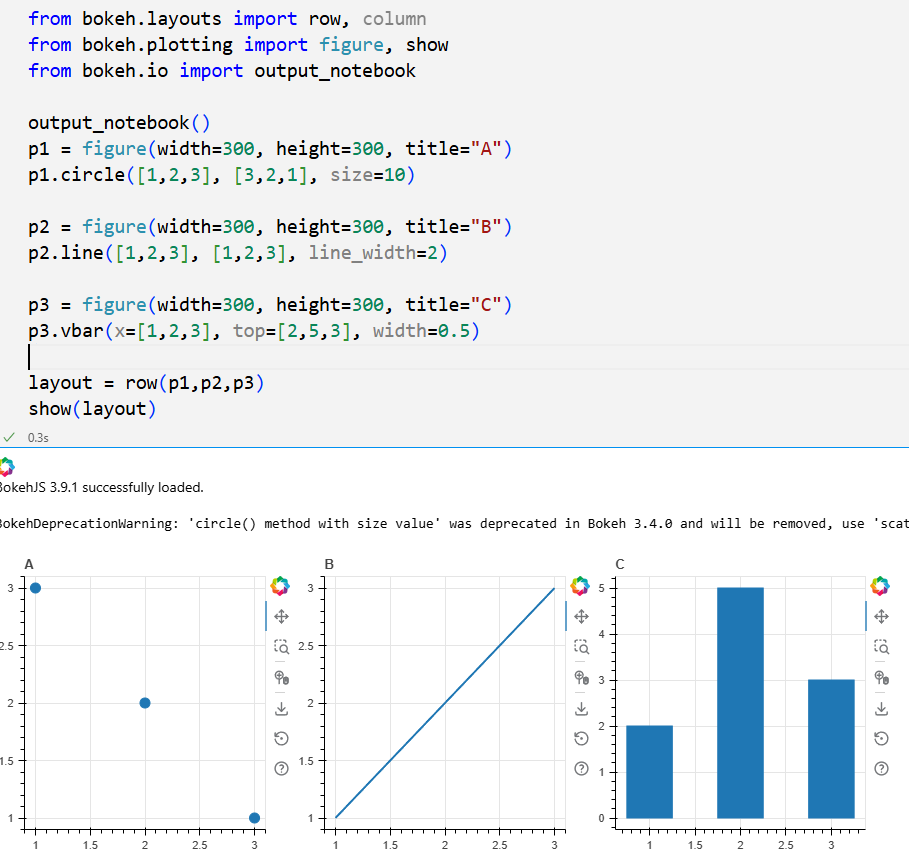 from bokeh.layouts import row, column
from bokeh.plotting import figure, show
from bokeh.io import output_notebook
output_notebook()
p1 = figure(width=300, height=300, title="A")
p1.circle([1,2,3], [3,2,1], size=10)
p2 = figure(width=300, height=300, title="B")
p2.line([1,2,3], [1,2,3], line_width=2)
p3 = figure(width=300, height=300, title="C")
p3.vbar(x=[1,2,3], top=[2,5,3], width=0.5)
layout = row(p1,p2,p3)
show(layout)
0.3s
BokehJS 3.9.1 successfully loaded.
BokehDeprecationWarning: 'circle() method with size value' was deprecated in Bokeh 3.4.0 and will be removed, use 'scat
A
3
2.5
2
1.5
1
1 1.5 2 2.5 3
B
3
2.5
2
1.5
1
1 1.5 2 2.5 3
C
5
4
3
2
1
0
1 1.5 2 2.5 3